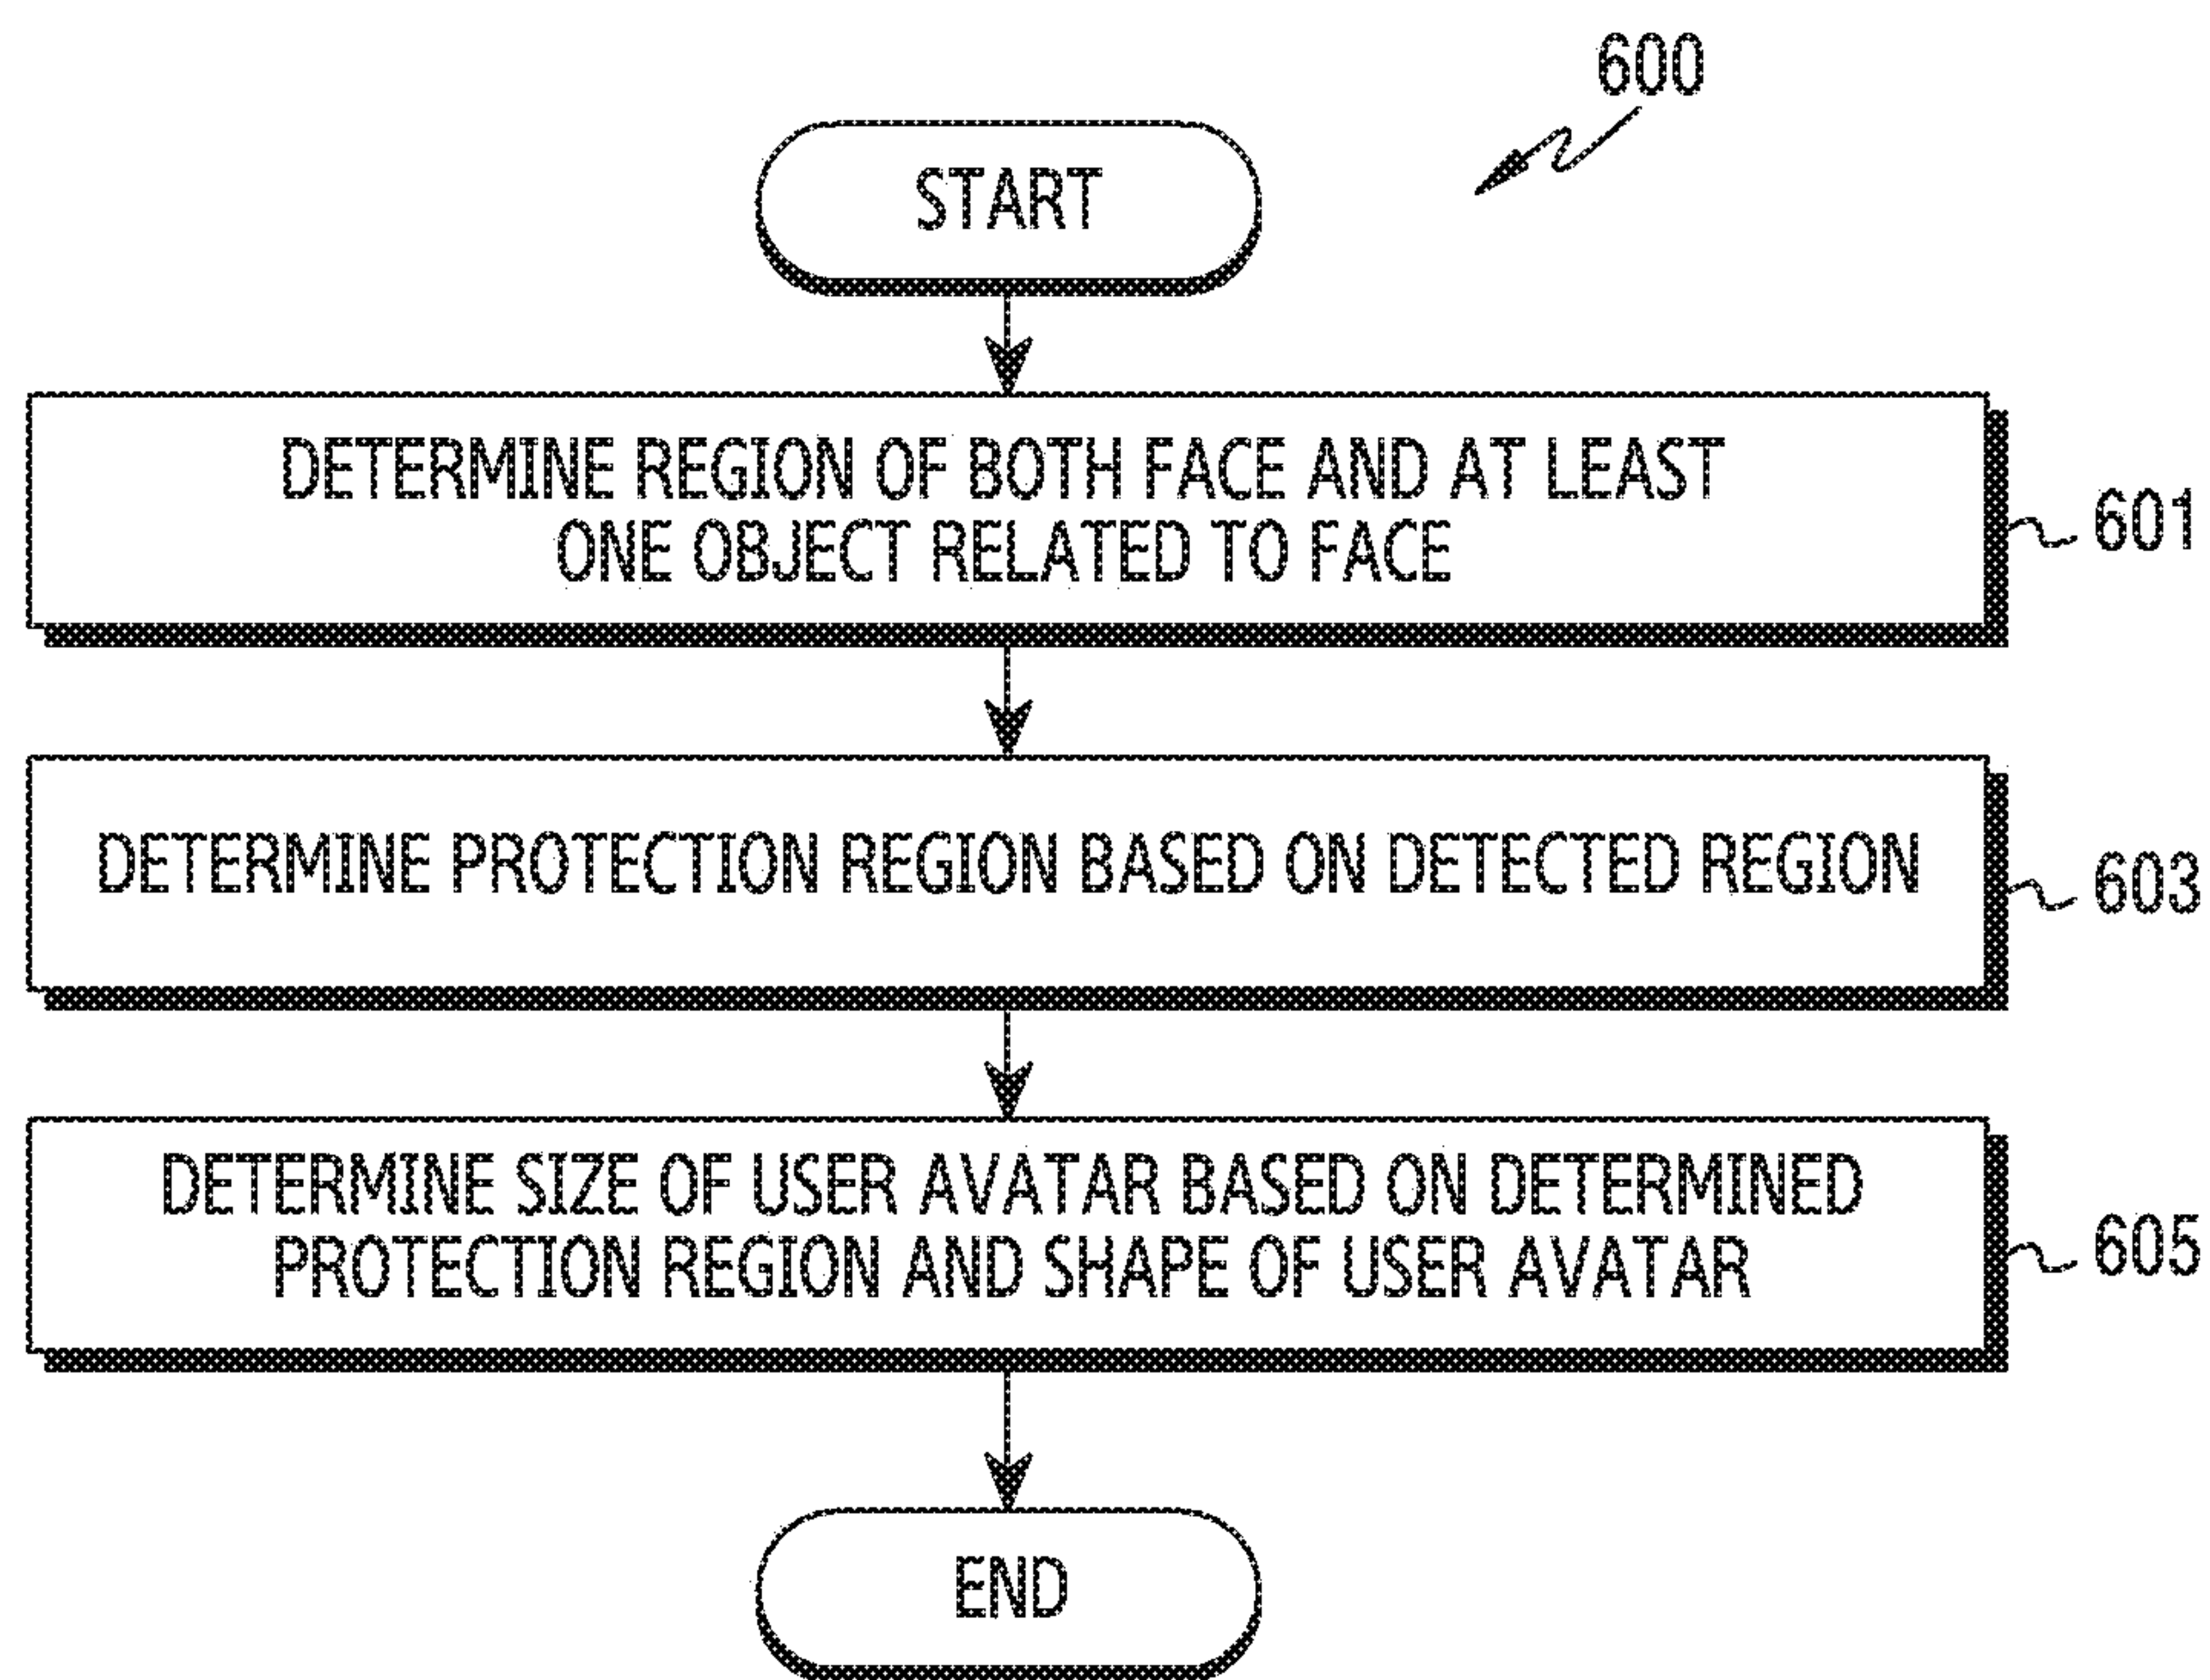 600
START
DETERMINE REGION OF BOTH FACE AND AT LEAST
ONE OBJECT RELATED TO FACE
601
DETERMINE PROTECTION REGION BASED ON DETECTED REGION
603
DETERMINE SIZE OF USER AVATAR BASED ON DETERMINED
PROTECTION REGION AND SHAPE OF USER AVATAR
605
END